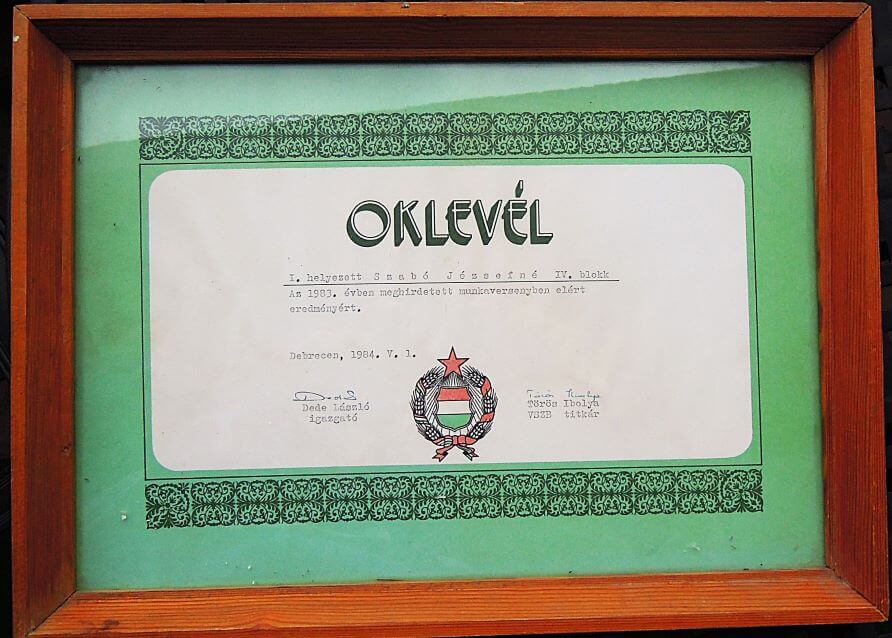 OKLEVÉL
I. helyezett Szabó Józsefné IV. blokk
Az 1983. évben meghirdetett munkaversenyben elért
eredményért.
Debrecen, 1984. V. 1.
Dede László
igazgató
Törös Ibolya
VSZB titkár